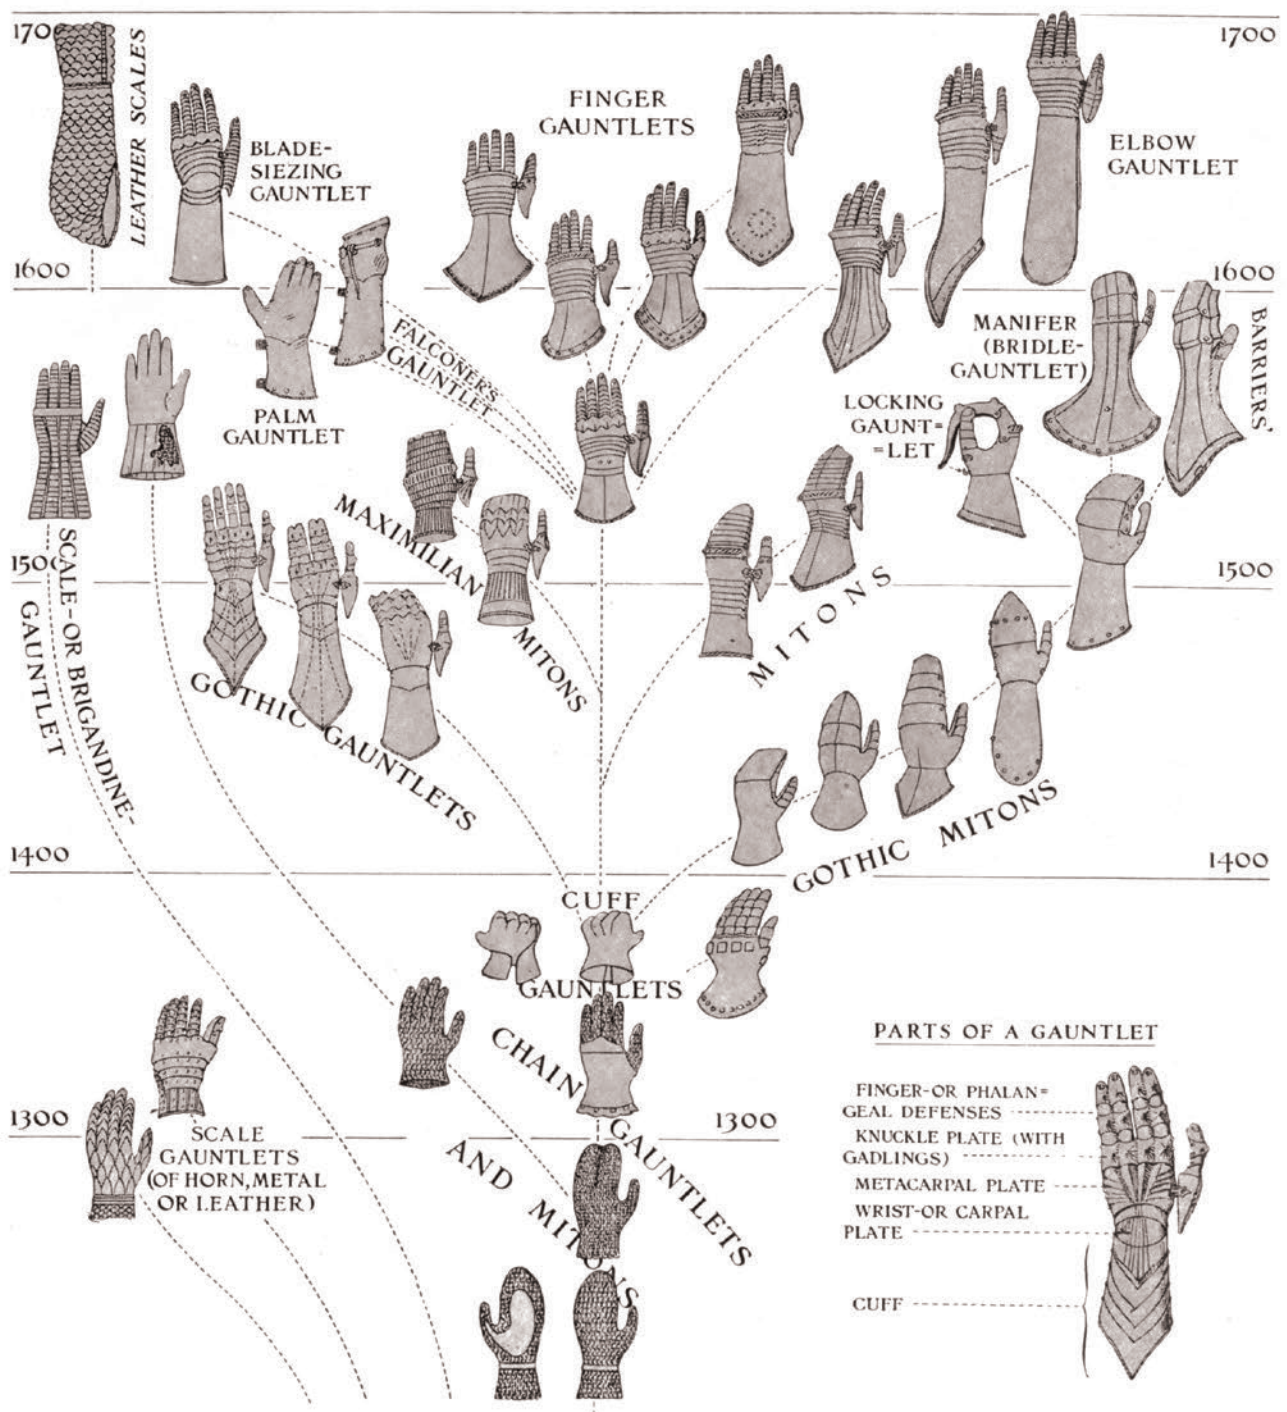 1700
1700
LEATHER SCALES
BLADE-
SIEZING
GAUNTLET
FINGER
GAUNTLETS
ELBOW
GAUNTLET
1600
1600
FALCONER'S
GAUNTLET
PALM
GAUNTLET
MANIFER
(BRIDLE-
GAUNTLET)
BARRIERS'
LOCKING
GAUNT=
=LET
MAXIMILIAN
MITONS
MITONS
1500
1500
SCALE-OR BRIGANDINE-
GAUNTLET
GOTHIC GAUNTLETS
GOTHIC MITONS
1400
1400
CUFF
GAUNTLETS
CHAIN GAUNTLETS
AND MITONS
1300
1300
SCALE
GAUNTLETS
(OF HORN, METAL
OR LEATHER)
PARTS OF A GAUNTLET
FINGER-OR PHALAN=
GEAL DEFENSES
KNUCKLE PLATE (WITH
GADLINGS)
METACARPAL PLATE
WRIST-OR CARPAL
PLATE
CUFF